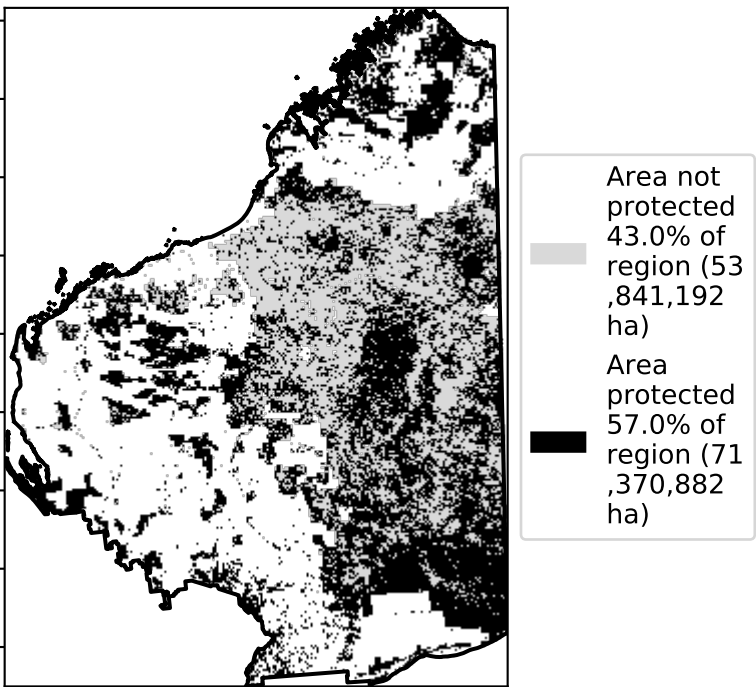 Area not
protected
43.0% of
region (53
,841,192
ha)
Area
protected
57.0% of
region (71
,370,882
ha)